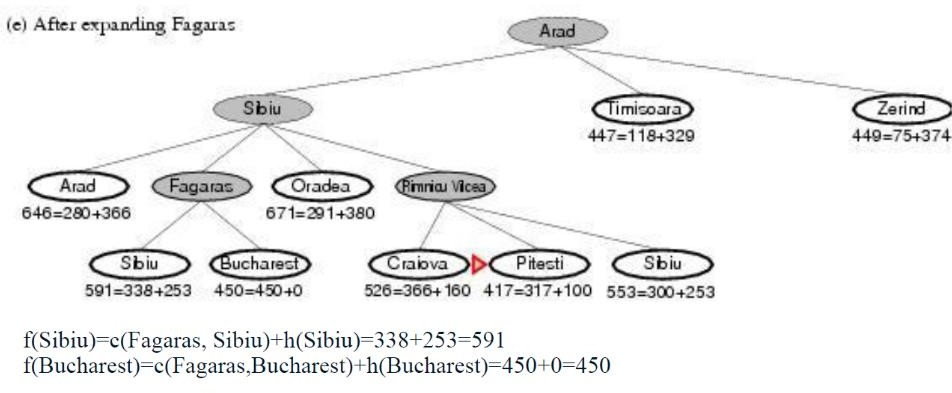 (e) After expanding Fagaras
Arad
Sibiu
Timisoara
Zerind
447=118+329
449=75+374
Arad
Fagaras
Oradea
Rimnicu Vilcea
646=280+366
671=291+380
Sibiu
Bucharest
Craiova
Pitesti
Sibiu
591=338+253
450=450+0
526=366+160
417=317+100
553=300+253
f(Sibiu)=c(Fagaras, Sibiu)+h(Sibiu)=338+253=591
f(Bucharest)=c(Fagaras,Bucharest)+h(Bucharest)=450+0=450